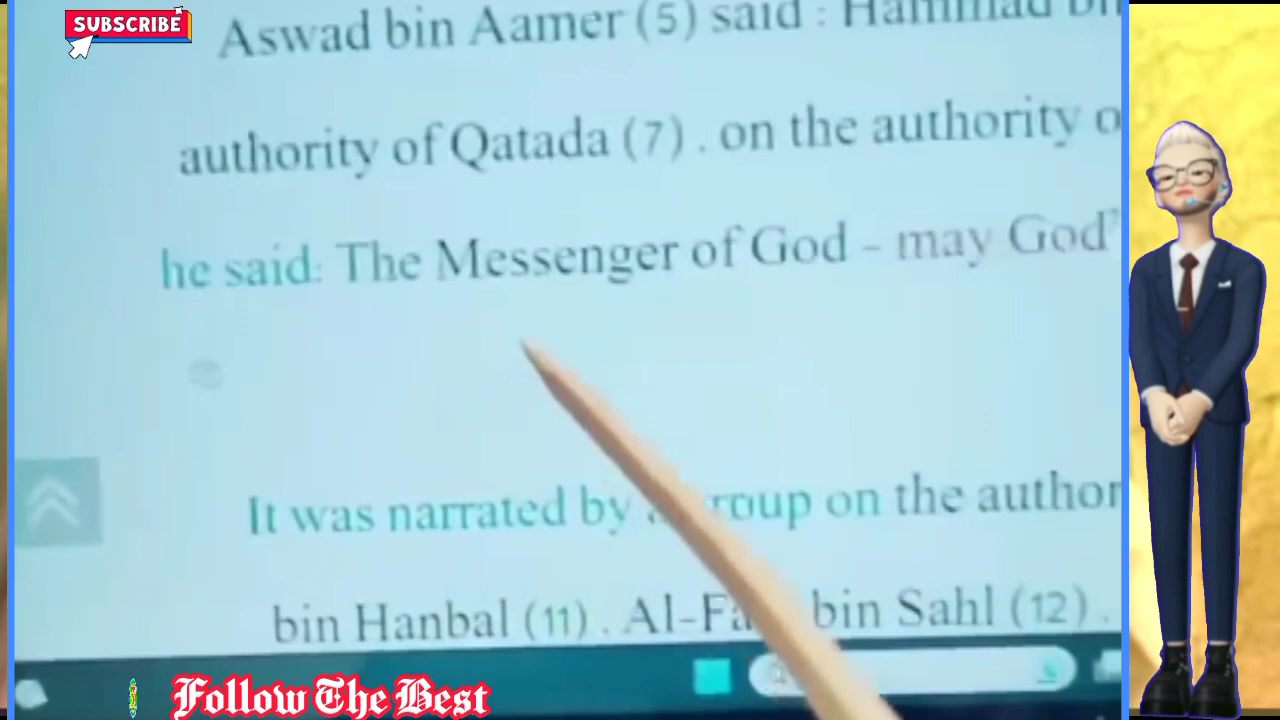 SUBSCRIBE
Aswad bin Aamer (5) said : Hammad
authority of Qatada (7) . on the authority
he said: The Messenger of God – may God'
It was narrated by on the
bin Hanbal (11) . bin Sahl (12) .
Follow The Best